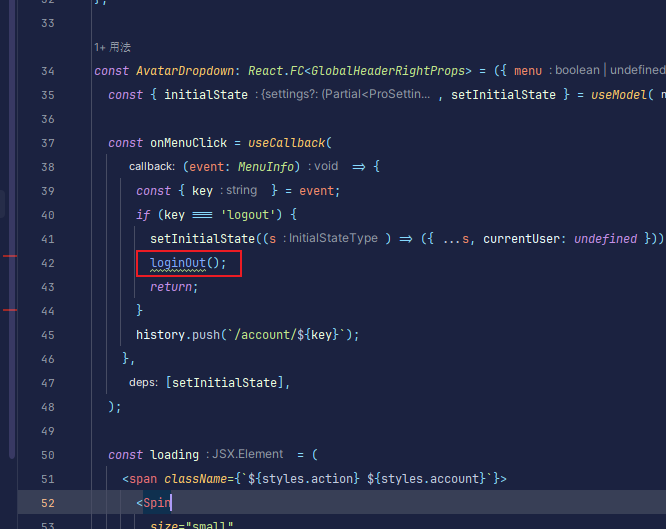 32 };
33
1+ 用法
34 const AvatarDropdown: React.FC<GlobalHeaderRightProps> = ({ menu : boolean | undefined
35 const { initialState : {settings?: (Partial<ProSettin... , setInitialState } = useModel(
36
37 const onMenuClick = useCallback(
38 callback: (event: MenuInfo) : void => {
39 const { key : string } = event;
40 if (key === 'logout') {
41 setInitialState((s : InitialStateType ) => ({ ...s, currentUser: undefined }))
42 loginOut();
43 return;
44 }
45 history.push(`/account/${key}`);
46 },
47 deps: [setInitialState],
48 );
49
50 const loading : JSX.Element = (
51 <span className={`${styles.action} ${styles.account}`}>
52 <Spin
53 size="small"